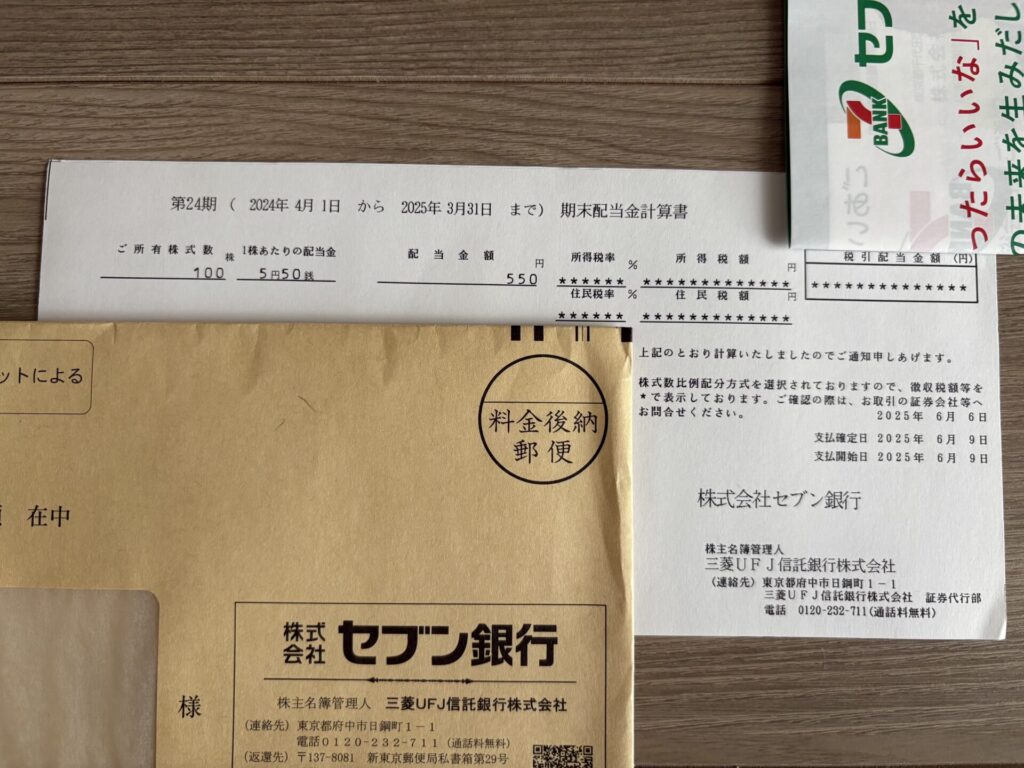 第24期 ( 2024年 4月 1日 から 2025年 3月31日 まで) 期末配当金計算書
ご所有株式数 株 1株あたりの配当金 配当金額 円 所得税率 % 所得税額 円 税引配当金額 (円)
100 5円50銭 550 ****** ************* **************
住民税率 % 住民税額 円
****** *************
上記のとおり計算いたしましたのでご通知申しあげます。
株式数比例配分方式を選択されておりますので、徴収税額等を
*で表示しております。ご確認の際は、お取引の証券会社等へ
お問合せください。
2025年 6月 6日
支払確定日 2025年 6月 9日
支払開始日 2025年 6月 9日
株式会社セブン銀行
株主名簿管理人
三菱UFJ信託銀行株式会社
(連絡先) 東京都府中市日鋼町1-1
三菱UFJ信託銀行株式会社 証券代行部
電話 0120-232-711(通話料無料)
セブ
7 BANK
ったらいいな」を
の未来を生みだし
ットによる
料金後納
郵便
在中
様
株式会社 セブン銀行
株主名簿管理人 三菱UFJ信託銀行株式会社
(連絡先) 東京都府中市日鋼町1-1
電話0120-232-711 (通話料無料)
(返還先) 〒137-8081 新東京郵便局私書箱第29号